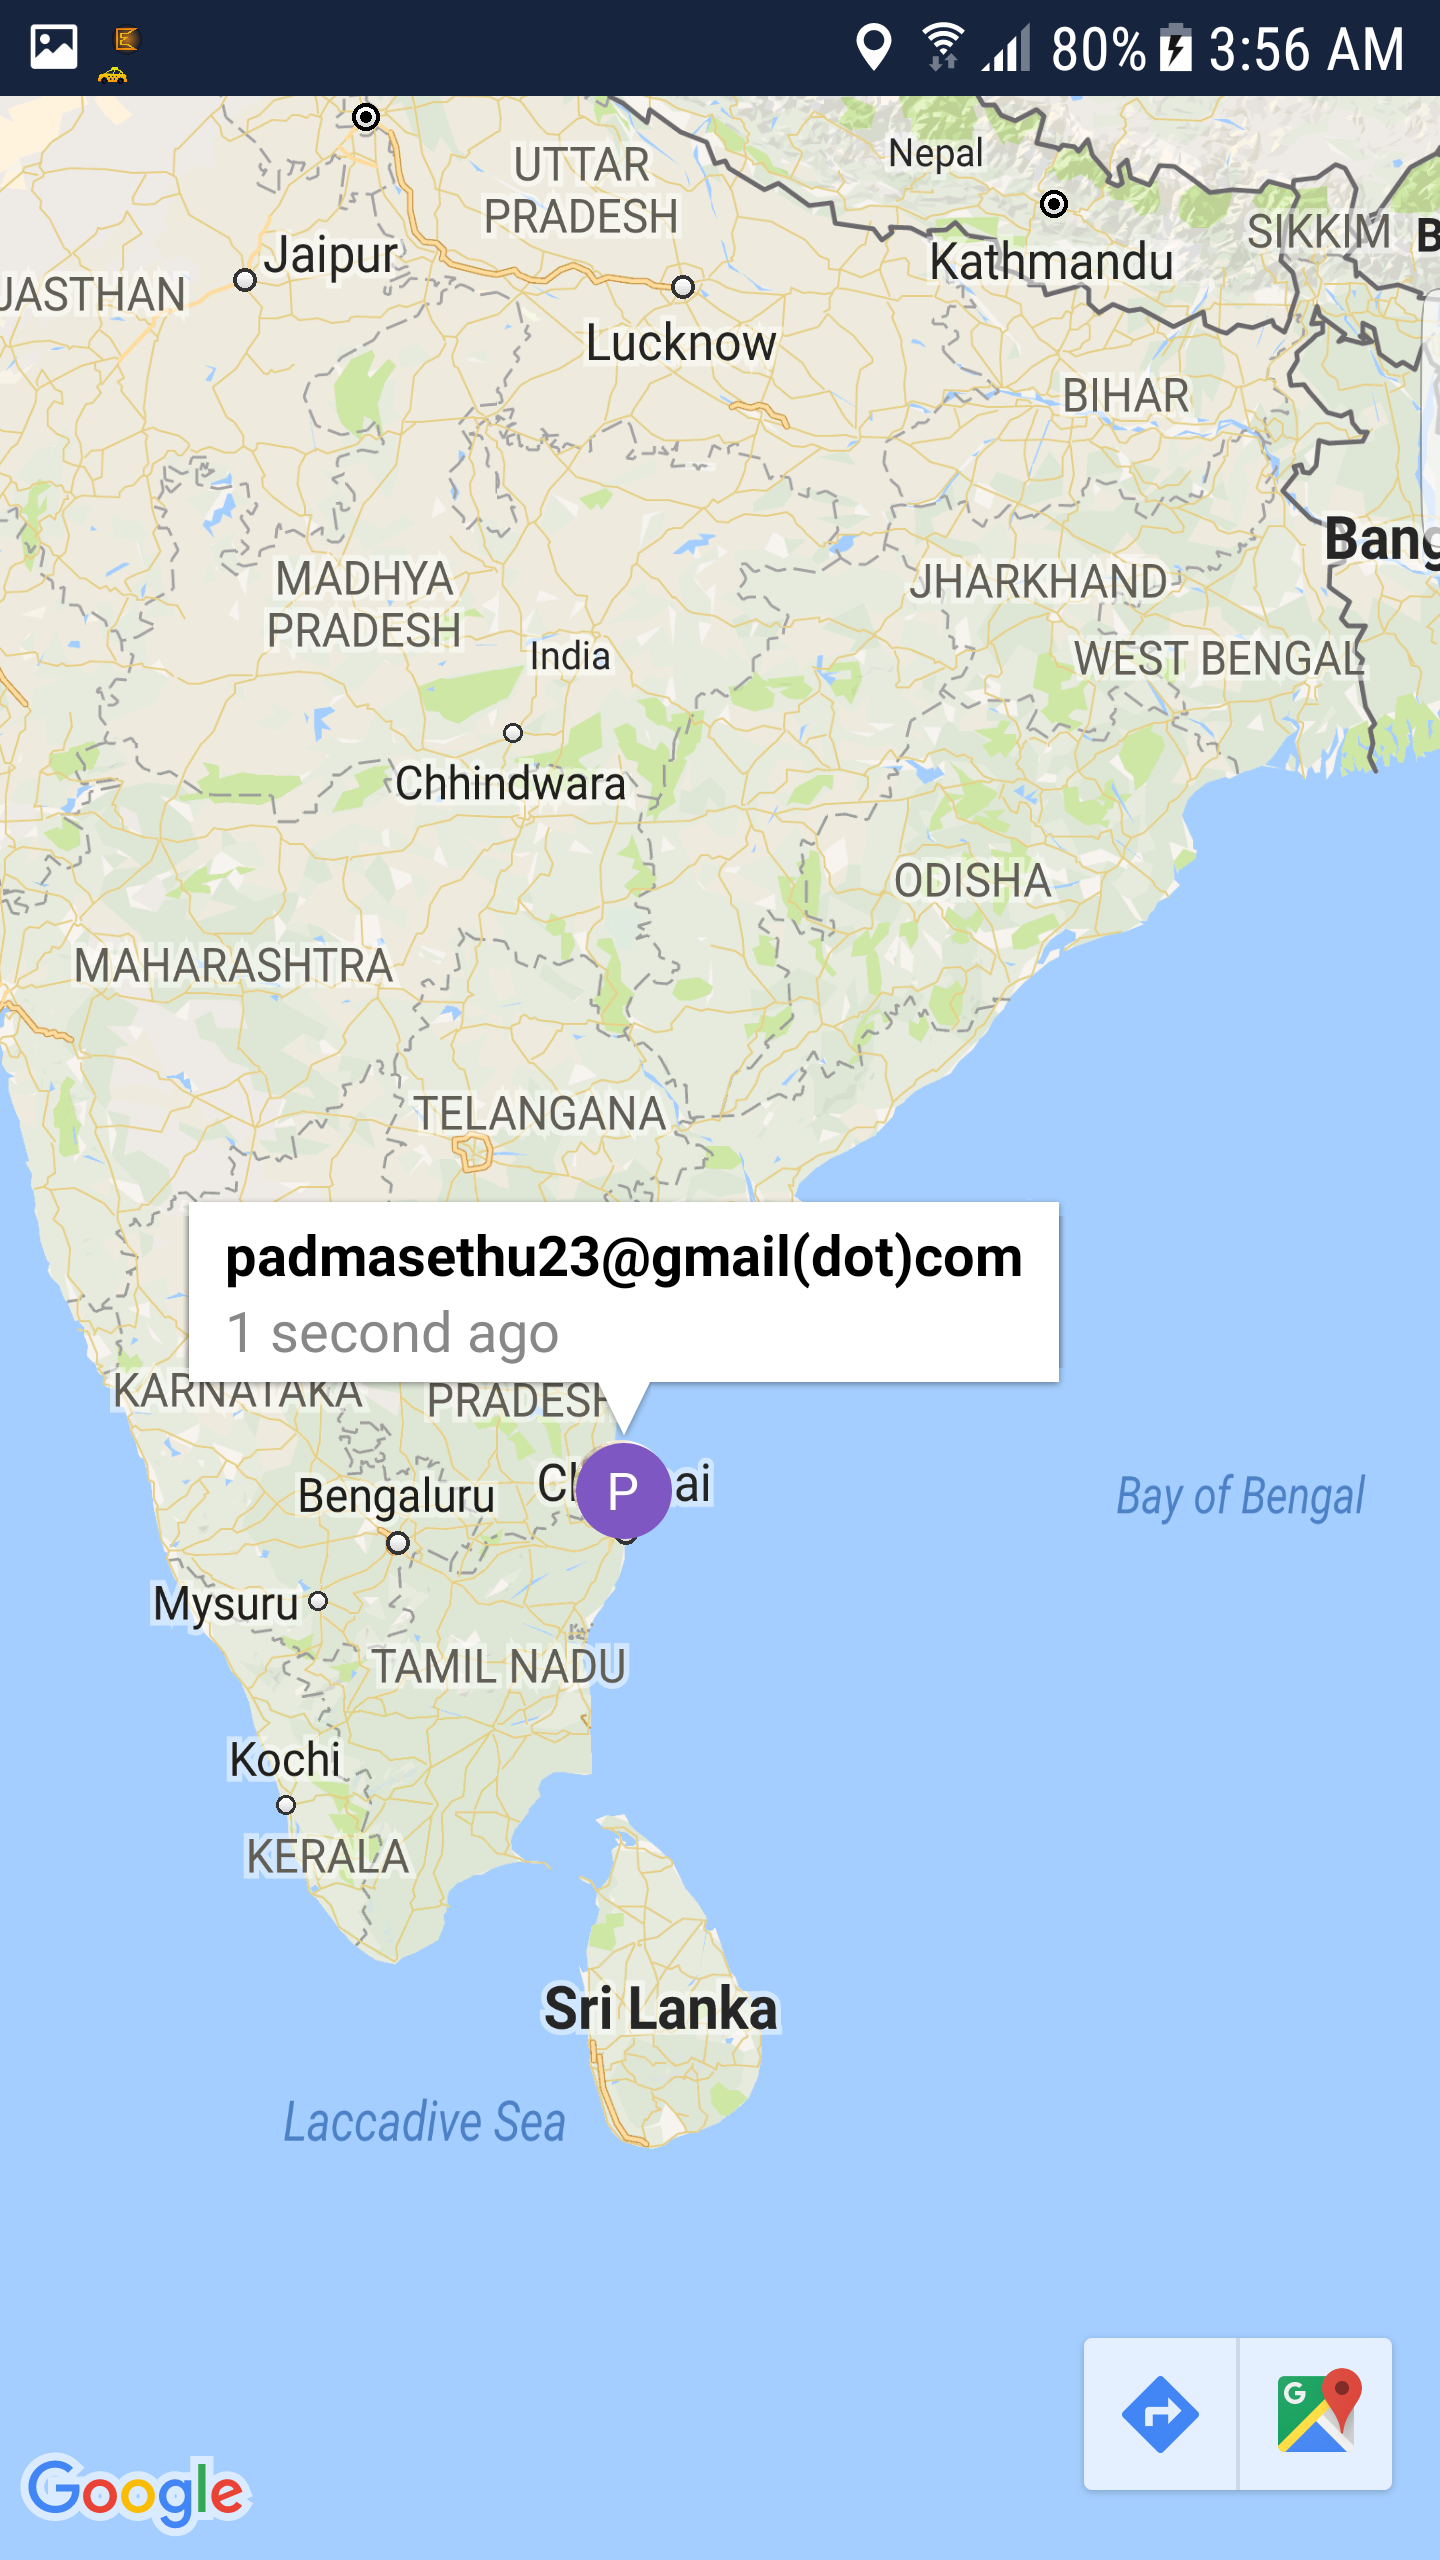 80% 3:56 AM
UTTAR
PRADESH
Nepal
Jaipur
Kathmandu
SIKKIM
JASTHAN
Lucknow
BIHAR
Bang
MADHYA
PRADESH
JHARKHAND
India
WEST BENGAL
Chhindwara
ODISHA
MAHARASHTRA
TELANGANA
padmasethu23@gmail(dot)com
1 second ago
KARNATAKA
PRADESH
Bengaluru
P
ai
Bay of Bengal
Mysuru
TAMIL NADU
Kochi
KERALA
Sri Lanka
Laccadive Sea
G
Google